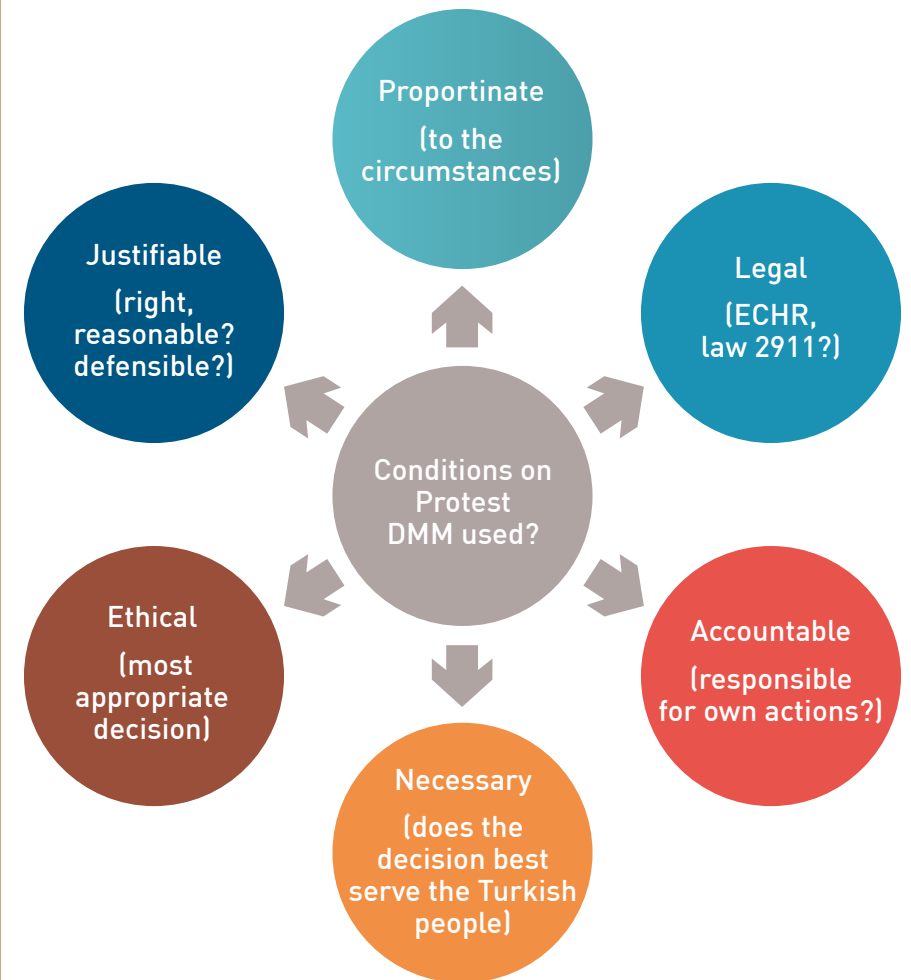 Proportinate
(to the
circumstances)
Justifiable
(right,
reasonable?
defensible?)
Legal
(ECHR,
law 2911?)
Conditions on
Protest
DMM used?
Ethical
(most
appropriate
decision)
Accountable
(responsible
for own actions?)
Necessary
(does the
decision best
serve the Turkish
people)